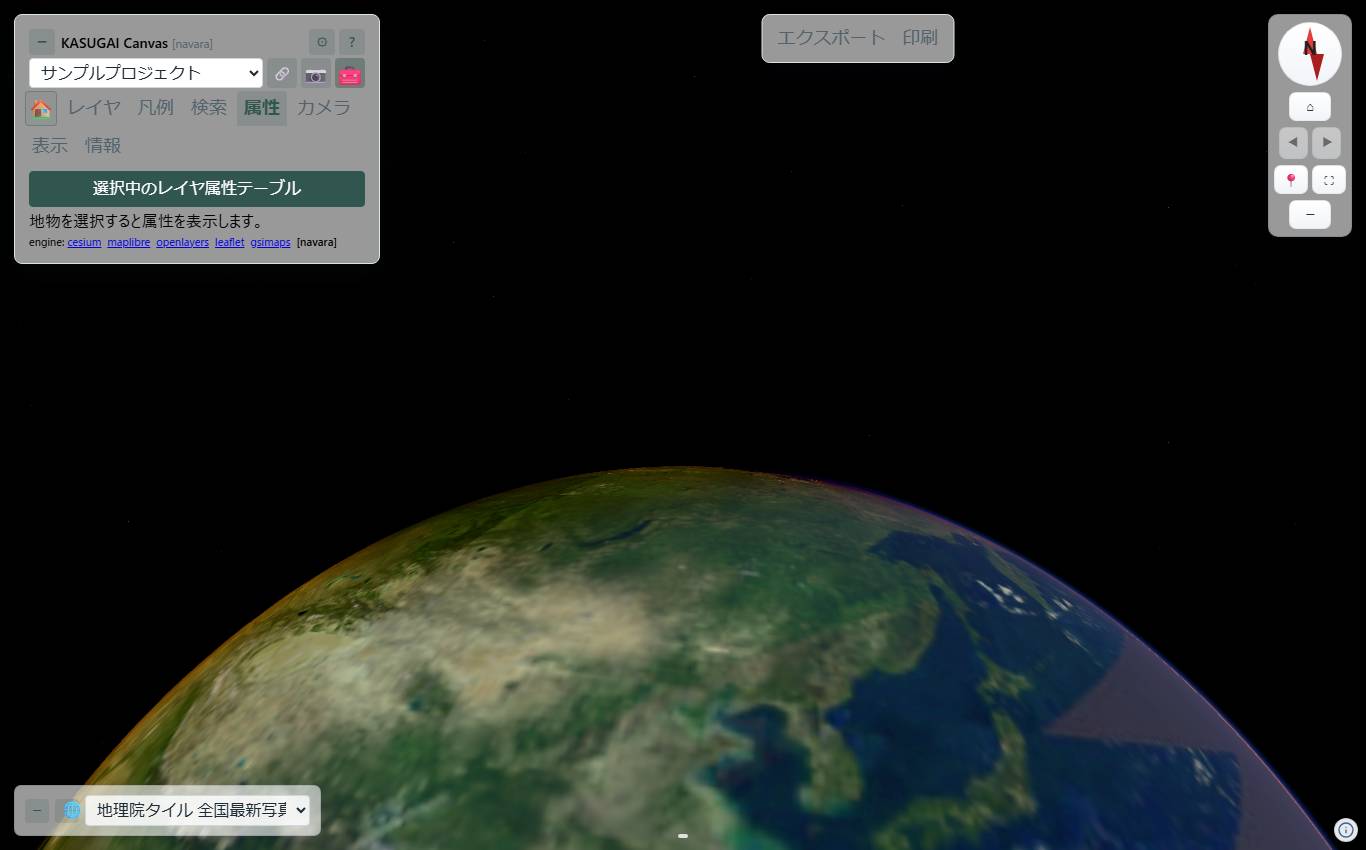 − KASUGAI Canvas [navara] ?
サンプルプロジェクト
レイヤ 凡例 検索 属性 カメラ
表示 情報
選択中のレイヤ属性テーブル
地物を選択すると属性を表示します。
engine: cesium maplibre openlayers leaflet gsimaps [navara]
エクスポート 印刷
N
地理院タイル 全国最新写真